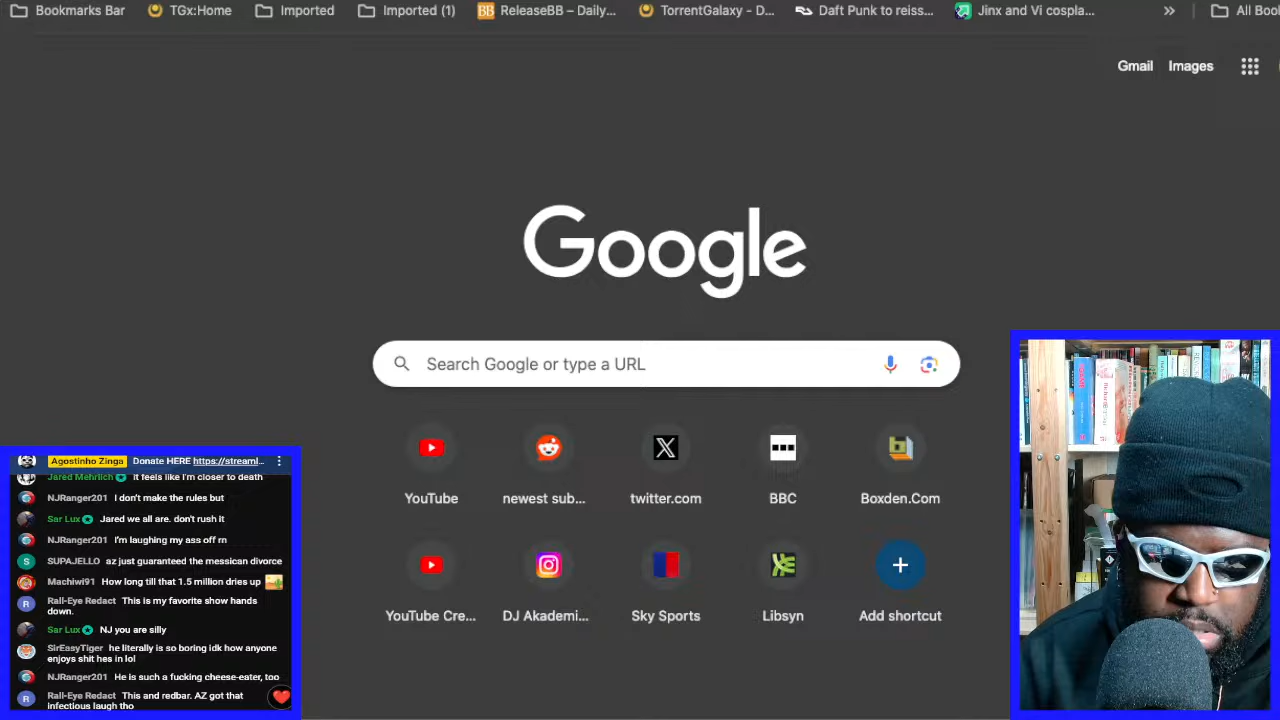 Bookmarks Bar TGx:Home Imported Imported (1) ReleaseBB – Daily... TorrentGalaxy - D... Daft Punk to reiss... Jinx and Vi cospla... » All Bool
Gmail Images
Google
Search Google or type a URL
YouTube newest sub... twitter.com BBC Boxden.Com
YouTube Cre... DJ Akademi... Sky Sports Libsyn Add shortcut
Agostinho Zinga Donate HERE https://streaml...
Jared Mehrlich It feels like I'm closer to death
NJRanger201 I don't make the rules but
Sar Lux Jared we all are. don't rush it
NJRanger201 I'm laughing my ass off rn
SUPAJELLO az just guaranteed the messican divorce
Machiwi91 How long till that 1.5 million dries up
Rall-Eye Redact This is my favorite show hands
down.
Sar Lux NJ you are silly
SirEasyTiger he literally is so boring idk how anyone
enjoys shit hes in lol
NJRanger201 He is such a fucking cheese-eater, too
Rall-Eye Redact This and redbar. AZ got that
infectious laugh tho